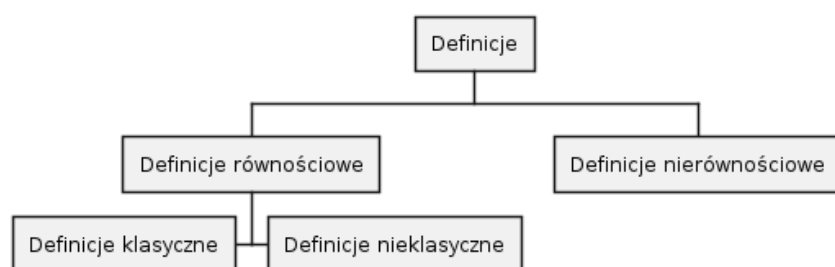 Definicje
Definicje równościowe
Definicje nierównościowe
Definicje klasyczne
Definicje nieklasyczne